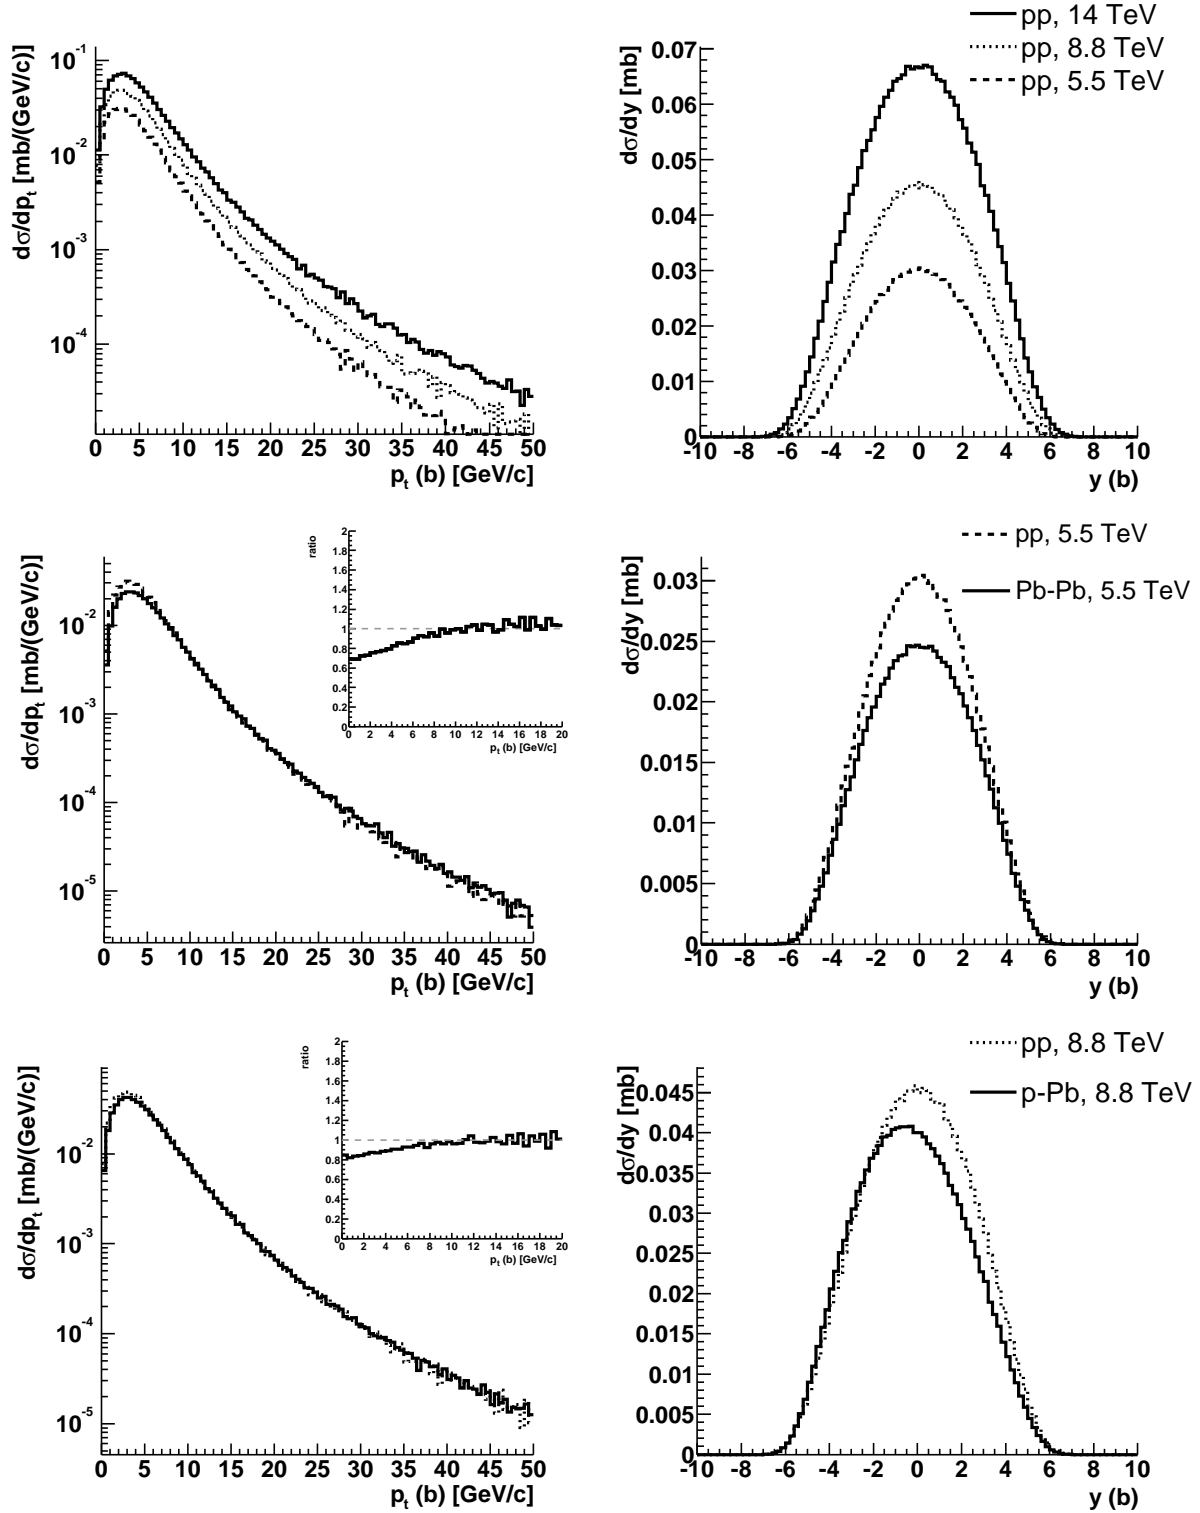 pp, 14 TeV
pp, 8.8 TeV
pp, 5.5 TeV
dσ/dp_t [mb/(GeV/c)]
10^-1
10^-2
10^-3
10^-4
0 5 10 15 20 25 30 35 40 45 50
p_t (b) [GeV/c]
dσ/dy [mb]
0.07
0.06
0.05
0.04
0.03
0.02
0.01
0
-10 -8 -6 -4 -2 0 2 4 6 8 10
y (b)
dσ/dp_t [mb/(GeV/c)]
10^-2
10^-3
10^-4
10^-5
0 5 10 15 20 25 30 35 40 45 50
p_t (b) [GeV/c]
ratio
2
1.8
1.6
1.4
1.2
1
0.8
0.6
0.4
0.2
0
0 2 4 6 8 10 12 14 16 18 20
p_t (b) [GeV/c]
pp, 5.5 TeV
Pb-Pb, 5.5 TeV
dσ/dy [mb]
0.03
0.025
0.02
0.015
0.01
0.005
0
-10 -8 -6 -4 -2 0 2 4 6 8 10
y (b)
dσ/dp_t [mb/(GeV/c)]
10^-2
10^-3
10^-4
10^-5
0 5 10 15 20 25 30 35 40 45 50
p_t (b) [GeV/c]
ratio
2
1.8
1.6
1.4
1.2
1
0.8
0.6
0.4
0.2
0
0 2 4 6 8 10 12 14 16 18 20
p_t (b) [GeV/c]
pp, 8.8 TeV
p-Pb, 8.8 TeV
dσ/dy [mb]
0.045
0.04
0.035
0.03
0.025
0.02
0.015
0.01
0.005
0
-10 -8 -6 -4 -2 0 2 4 6 8 10
y (b)